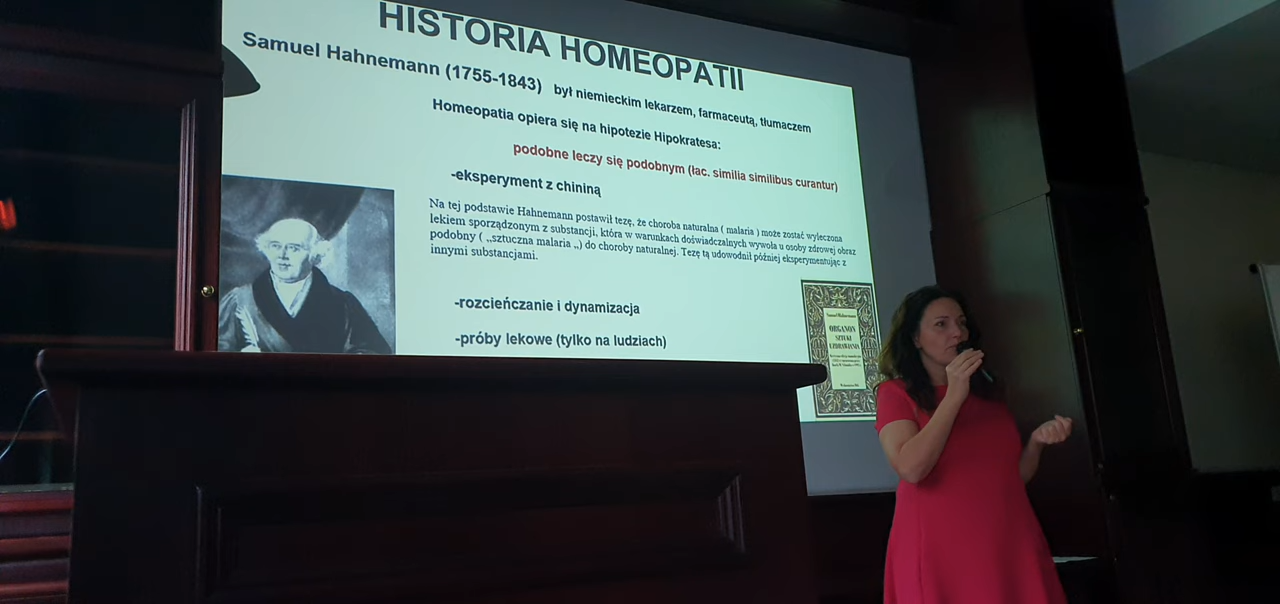 HISTORIA HOMEOPATII
Samuel Hahnemann (1755-1843) był niemieckim lekarzem, farmaceutą, tłumaczem
Homeopatia opiera się na hipotezie Hipokratesa:
podobne leczy się podobnym (łac. similia similibus curantur)
-eksperyment z chininą
Na tej podstawie Hahnemann postawił tezę, że choroba naturalna ( malaria ) może zostać wyleczona
lekiem sporządzonym z substancji, która w warunkach doświadczalnych wywoła u osoby zdrowej obraz
podobny ( „sztuczna malaria „) do choroby naturalnej. Tezę tą udowodnił później eksperymentując z
innymi substancjami.
-rozcieńczanie i dynamizacja
-próby lekowe (tylko na ludziach)
Samuel Hahnemann
ORGANON
SZTUKI
UZDRAWIANIA